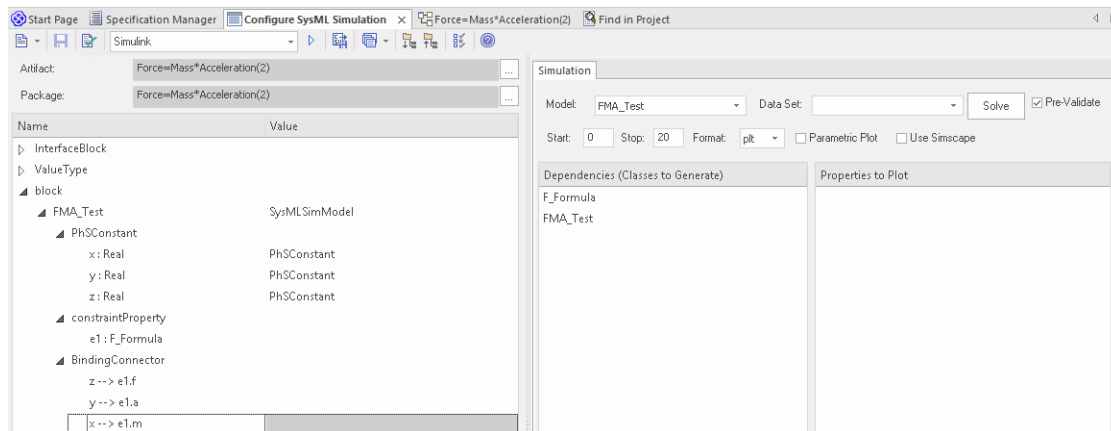 Start Page Specification Manager Configure SysML Simulation × Force=Mass*Acceleration(2) Find in Project
Simulink
Artifact: Force=Mass*Acceleration(2) ...
Package: Force=Mass*Acceleration(2) ...
Name Value
InterfaceBlock
ValueType
block
FMA_Test SysMLSimModel
PhSConstant
x : Real PhSConstant
y : Real PhSConstant
z : Real PhSConstant
constraintProperty
e1 : F_Formula
BindingConnector
z --> e1.f
y --> e1.a
x --> e1.m
Simulation
Model: FMA_Test Data Set: Solve Pre-Validate
Start: 0 Stop: 20 Format: plt Parametric Plot Use Simscape
Dependencies (Classes to Generate) Properties to Plot
F_Formula
FMA_Test